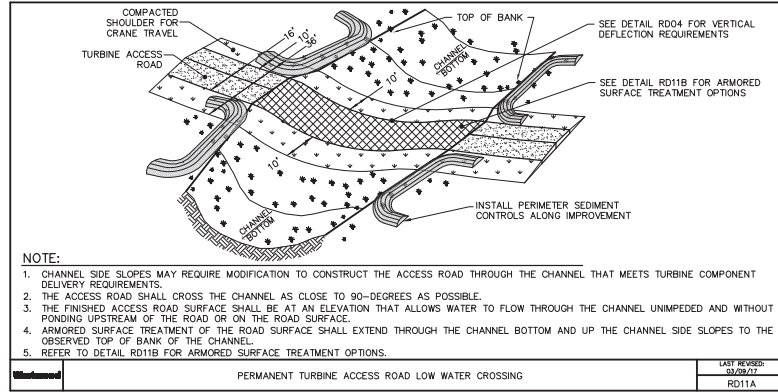 COMPACTED
SHOULDER FOR
CRANE TRAVEL
TURBINE ACCESS
ROAD
16'
10'
36'
TOP OF BANK
CHANNEL
BOTTOM
SEE DETAIL RD04 FOR VERTICAL
DEFLECTION REQUIREMENTS
10'
SEE DETAIL RD11B FOR ARMORED
SURFACE TREATMENT OPTIONS
10'
CHANNEL
BOTTOM
INSTALL PERIMETER SEDIMENT
CONTROLS ALONG IMPROVEMENT
NOTE:
1. CHANNEL SIDE SLOPES MAY REQUIRE MODIFICATION TO CONSTRUCT THE ACCESS ROAD THROUGH THE CHANNEL THAT MEETS TURBINE COMPONENT
DELIVERY REQUIREMENTS.
2. THE ACCESS ROAD SHALL CROSS THE CHANNEL AS CLOSE TO 90-DEGREES AS POSSIBLE.
3. THE FINISHED ACCESS ROAD SURFACE SHALL BE AT AN ELEVATION THAT ALLOWS WATER TO FLOW THROUGH THE CHANNEL UNIMPEDED AND WITHOUT
PONDING UPSTREAM OF THE ROAD OR ON THE ROAD SURFACE.
4. ARMORED SURFACE TREATMENT OF THE ROAD SURFACE SHALL EXTEND THROUGH THE CHANNEL BOTTOM AND UP THE CHANNEL SIDE SLOPES TO THE
OBSERVED TOP OF BANK OF THE CHANNEL.
5. REFER TO DETAIL RD11B FOR ARMORED SURFACE TREATMENT OPTIONS.
Westwood
PERMANENT TURBINE ACCESS ROAD LOW WATER CROSSING
LAST REVISED:
03/09/17
RD11A